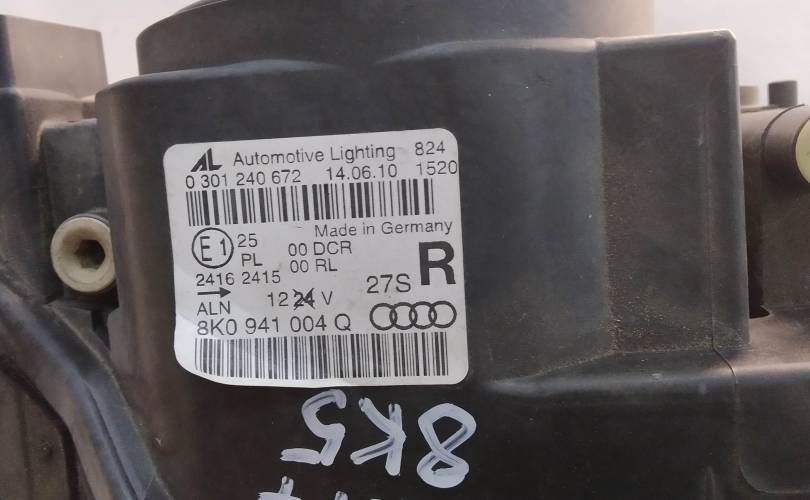 AL Automotive Lighting 824
0 301 240 672 14.06.10 1520
Made in Germany
E1 25 00 DCR
PL 00 RL
2416 2415 27S R
ALN 12 24 V
8K0 941 004 Q
8K5